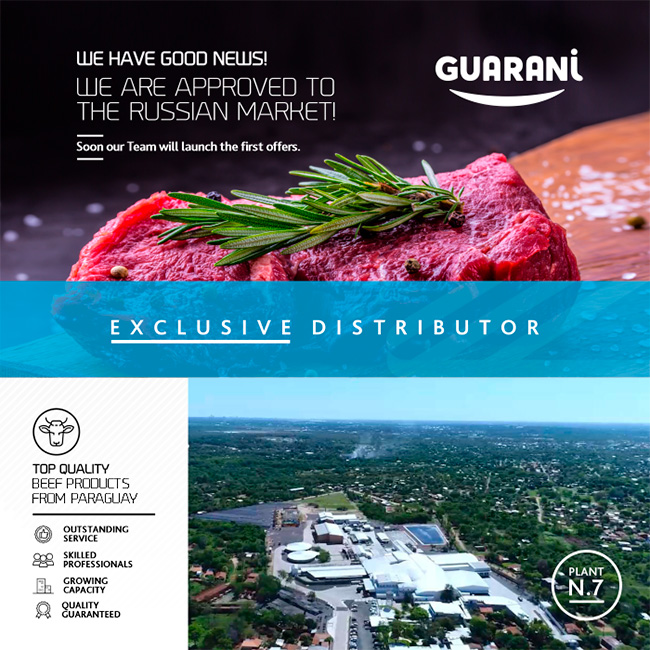 WE HAVE GOOD NEWS!
WE ARE APPROVED TO
THE RUSSIAN MARKET!
Soon our Team will launch the first offers.
GUARANi
EXCLUSIVE DISTRIBUTOR
TOP QUALITY
BEEF PRODUCTS
FROM PARAGUAY
OUTSTANDING
SERVICE
SKILLED
PROFESSIONALS
GROWING
CAPACITY
QUALITY
GUARANTEED
PLANT
N.7